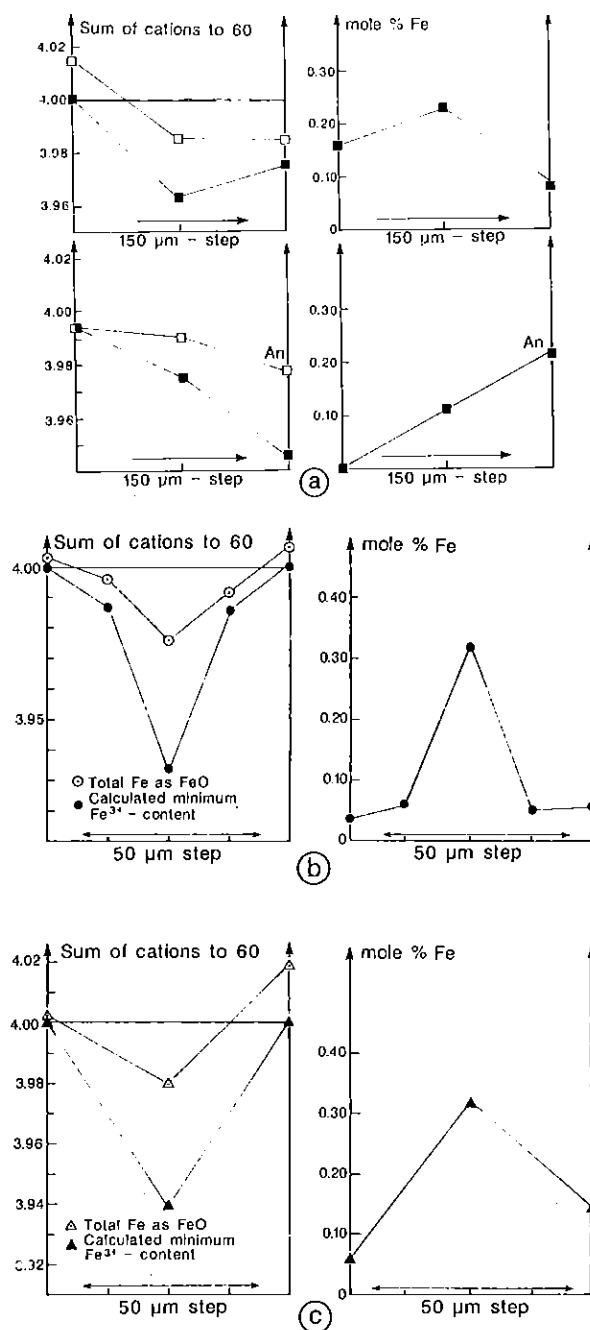 Sum of cations to 60
4.02
4.00
3.98
3.96
150 µm – step
mole % Fe
0.30
0.20
0.10
0
150 µm – step
4.02
4.00
3.98
3.96
An
150 µm – step
0.30
0.20
0.10
0
An
150 µm – step
a
Sum of cations to 60
4.00
3.95
Total Fe as FeO
Calculated minimum
Fe³⁺ – content
50 µm step
mole % Fe
0.40
0.30
0.20
0.10
0
50 µm step
b
Sum of cations to 60
4.02
4.00
3.98
3.96
3.94
Total Fe as FeO
Calculated minimum
Fe³⁺ – content
50 µm step
mole % Fe
0.40
0.30
0.20
0.10
0
50 µm step
c